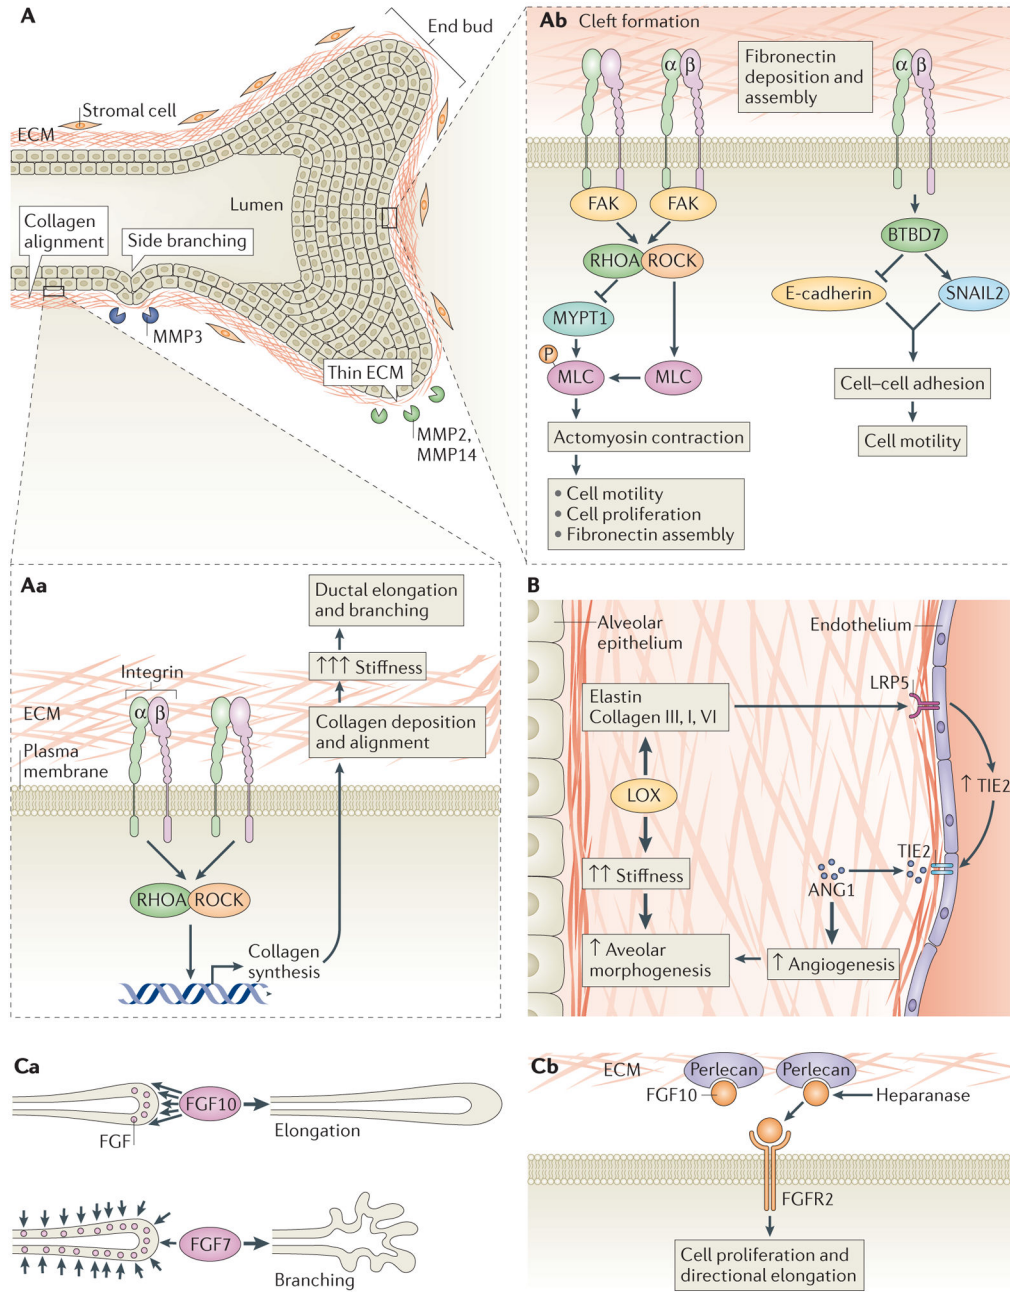 A
End bud
Stromal cell
ECM
Lumen
Collagen
alignment
Side branching
MMP3
Thin ECM
MMP2,
MMP14
Ab Cleft formation
α β α β
Fibronectin
deposition and
assembly
FAK FAK
RHOA ROCK
BTBD7
MYPT1
E-cadherin SNAIL2
P
MLC MLC
Cell–cell adhesion
Actomyosin contraction
Cell motility
• Cell motility
• Cell proliferation
• Fibronectin assembly
Aa
Ductal elongation
and branching
↑↑↑ Stiffness
Integrin
α β
ECM
Collagen deposition
and alignment
Plasma
membrane
RHOA ROCK
Collagen
synthesis
B
Alveolar
epithelium
Endothelium
LRP5
Elastin
Collagen III, I, VI
↑ TIE2
LOX
TIE2
↑↑ Stiffness
ANG1
↑ Aveolar
morphogenesis
↑ Angiogenesis
Ca
FGF10
FGF
Elongation
FGF7
Branching
Cb
ECM
Perlecan Perlecan
FGF10
Heparanase
FGFR2
Cell proliferation and
directional elongation